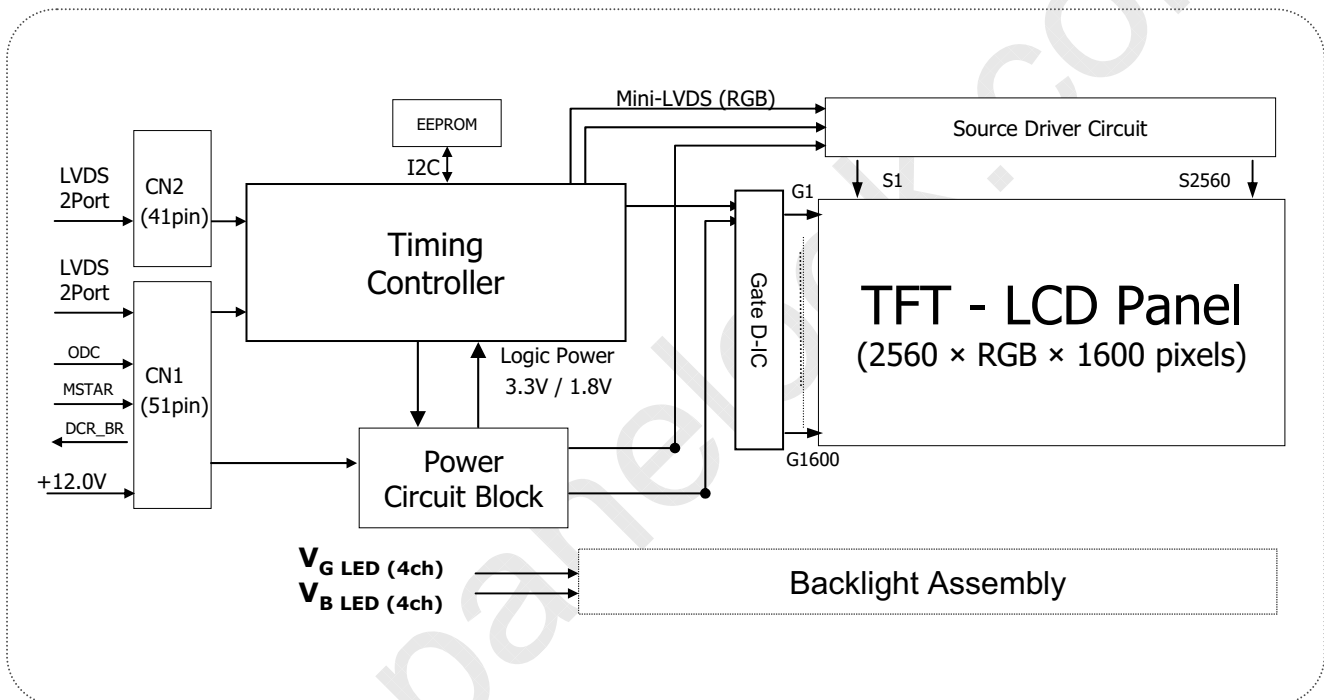 EEPROM
I2C
Mini-LVDS (RGB)
Source Driver Circuit
S1
S2560
LVDS
2Port
CN2
(41pin)
LVDS
2Port
ODC
MSTAR
DCR_BR
+12.0V
CN1
(51pin)
Timing
Controller
Logic Power
3.3V / 1.8V
Power
Circuit Block
G1
Gate D-IC
G1600
TFT - LCD Panel
(2560 × RGB × 1600 pixels)
V G LED (4ch)
V B LED (4ch)
Backlight Assembly
panelook.co